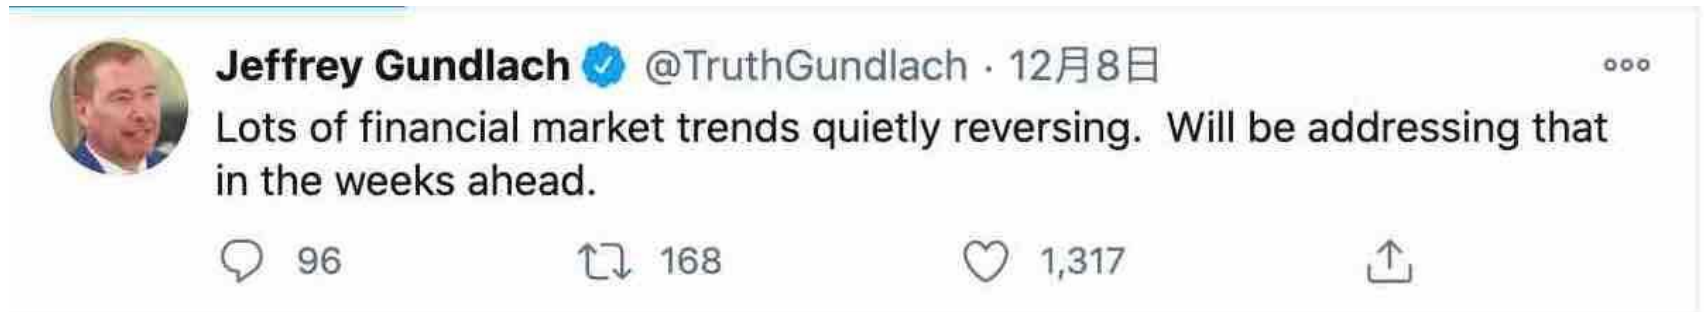 Jeffrey Gundlach @TruthGundlach · 12月8日
Lots of financial market trends quietly reversing.  Will be addressing that
in the weeks ahead.
96 168 1,317